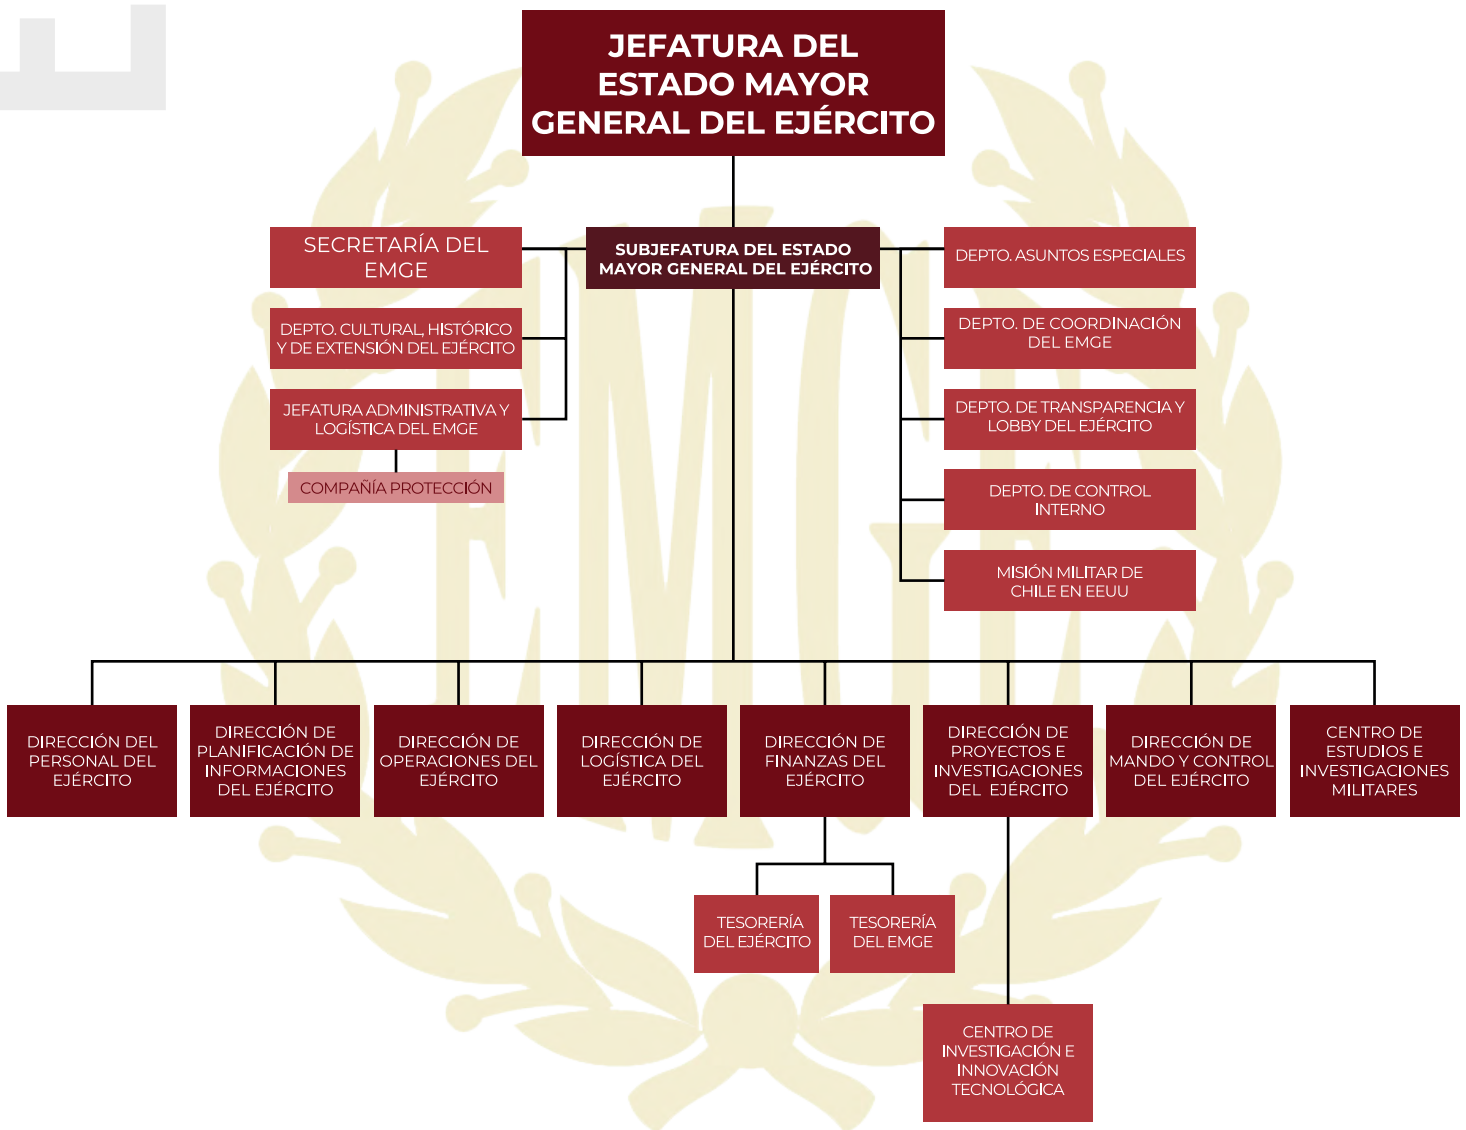 JEFATURA DEL
ESTADO MAYOR
GENERAL DEL EJÉRCITO
SECRETARÍA DEL
EMGE
SUBJEFATURA DEL ESTADO
MAYOR GENERAL DEL EJÉRCITO
DEPTO. ASUNTOS ESPECIALES
DEPTO. CULTURAL, HISTÓRICO
Y DE EXTENSIÓN DEL EJÉRCITO
DEPTO. DE COORDINACIÓN
DEL EMGE
JEFATURA ADMINISTRATIVA Y
LOGÍSTICA DEL EMGE
DEPTO. DE TRANSPARENCIA Y
LOBBY DEL EJÉRCITO
COMPAÑÍA PROTECCIÓN
DEPTO. DE CONTROL
INTERNO
MISIÓN MILITAR DE
CHILE EN EEUU
EMGE
DIRECCIÓN DEL
PERSONAL DEL
EJÉRCITO
DIRECCIÓN DE
PLANIFICACIÓN DE
INFORMACIONES
DEL EJÉRCITO
DIRECCIÓN DE
OPERACIONES DEL
EJÉRCITO
DIRECCIÓN DE
LOGÍSTICA DEL
EJÉRCITO
DIRECCIÓN DE
FINANZAS DEL
EJÉRCITO
DIRECCIÓN DE
PROYECTOS E
INVESTIGACIONES
DEL EJÉRCITO
DIRECCIÓN DE
MANDO Y CONTROL
DEL EJÉRCITO
CENTRO DE
ESTUDIOS E
INVESTIGACIONES
MILITARES
TESORERÍA
DEL EJÉRCITO
TESORERÍA
DEL EMGE
CENTRO DE
INVESTIGACIÓN E
INNOVACIÓN
TECNOLÓGICA